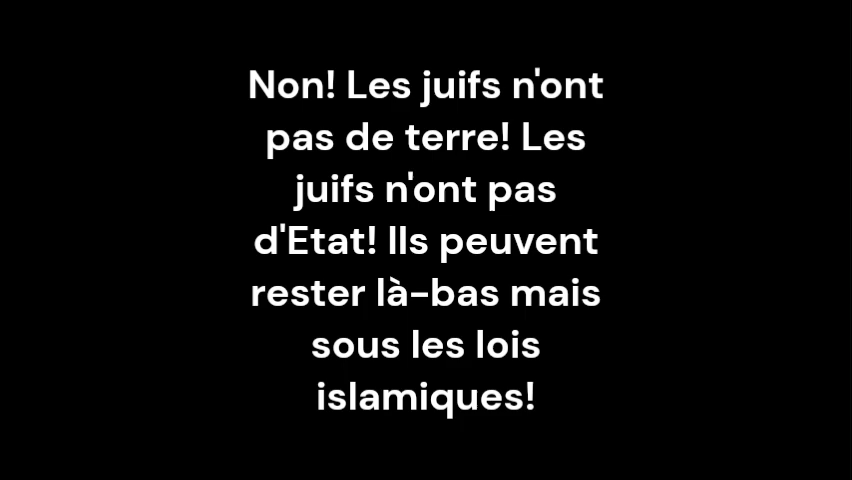 Non! Les juifs n'ont
pas de terre! Les
juifs n'ont pas
d'Etat! Ils peuvent
rester là-bas mais
sous les lois
islamiques!